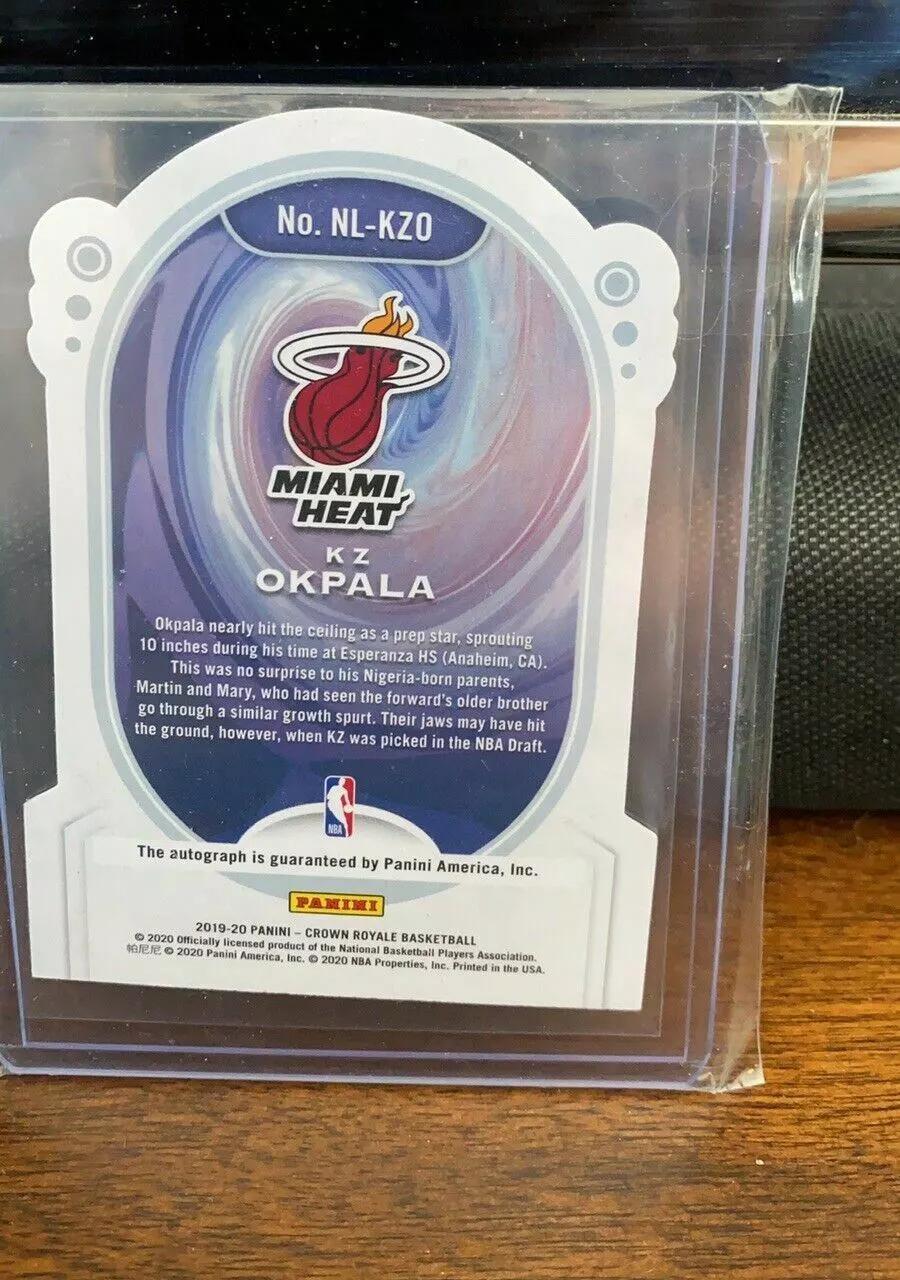 No. NL-KZO
MIAMI
HEAT
KZ
OKPALA
Okpala nearly hit the ceiling as a prep star, sprouting
10 inches during his time at Esperanza HS (Anaheim, CA).
This was no surprise to his Nigeria-born parents,
Martin and Mary, who had seen the forward's older brother
go through a similar growth spurt. Their jaws may have hit
the ground, however, when KZ was picked in the NBA Draft.
NBA
The autograph is guaranteed by Panini America, Inc.
PANINI
2019-20 PANINI – CROWN ROYALE BASKETBALL
© 2020 Officially licensed product of the National Basketball Players Association.
帕尼尼 © 2020 Panini America, Inc. © 2020 NBA Properties, Inc. Printed in the USA.